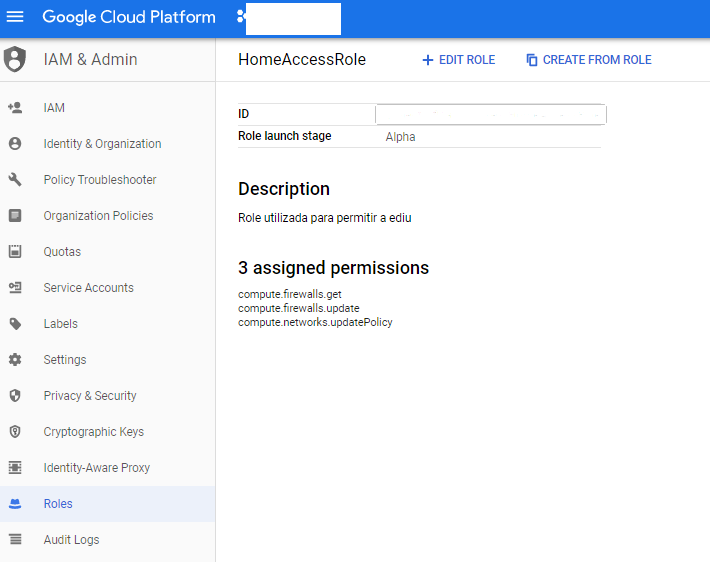 Google Cloud Platform
IAM & Admin
HomeAccessRole
EDIT ROLE
CREATE FROM ROLE
IAM
Identity & Organization
Policy Troubleshooter
Organization Policies
Quotas
Service Accounts
Labels
Settings
Privacy & Security
Cryptographic Keys
Identity-Aware Proxy
Roles
Audit Logs
ID
Role launch stage Alpha
Description
Role utilizada para permitir a ediu
3 assigned permissions
compute.firewalls.get
compute.firewalls.update
compute.networks.updatePolicy